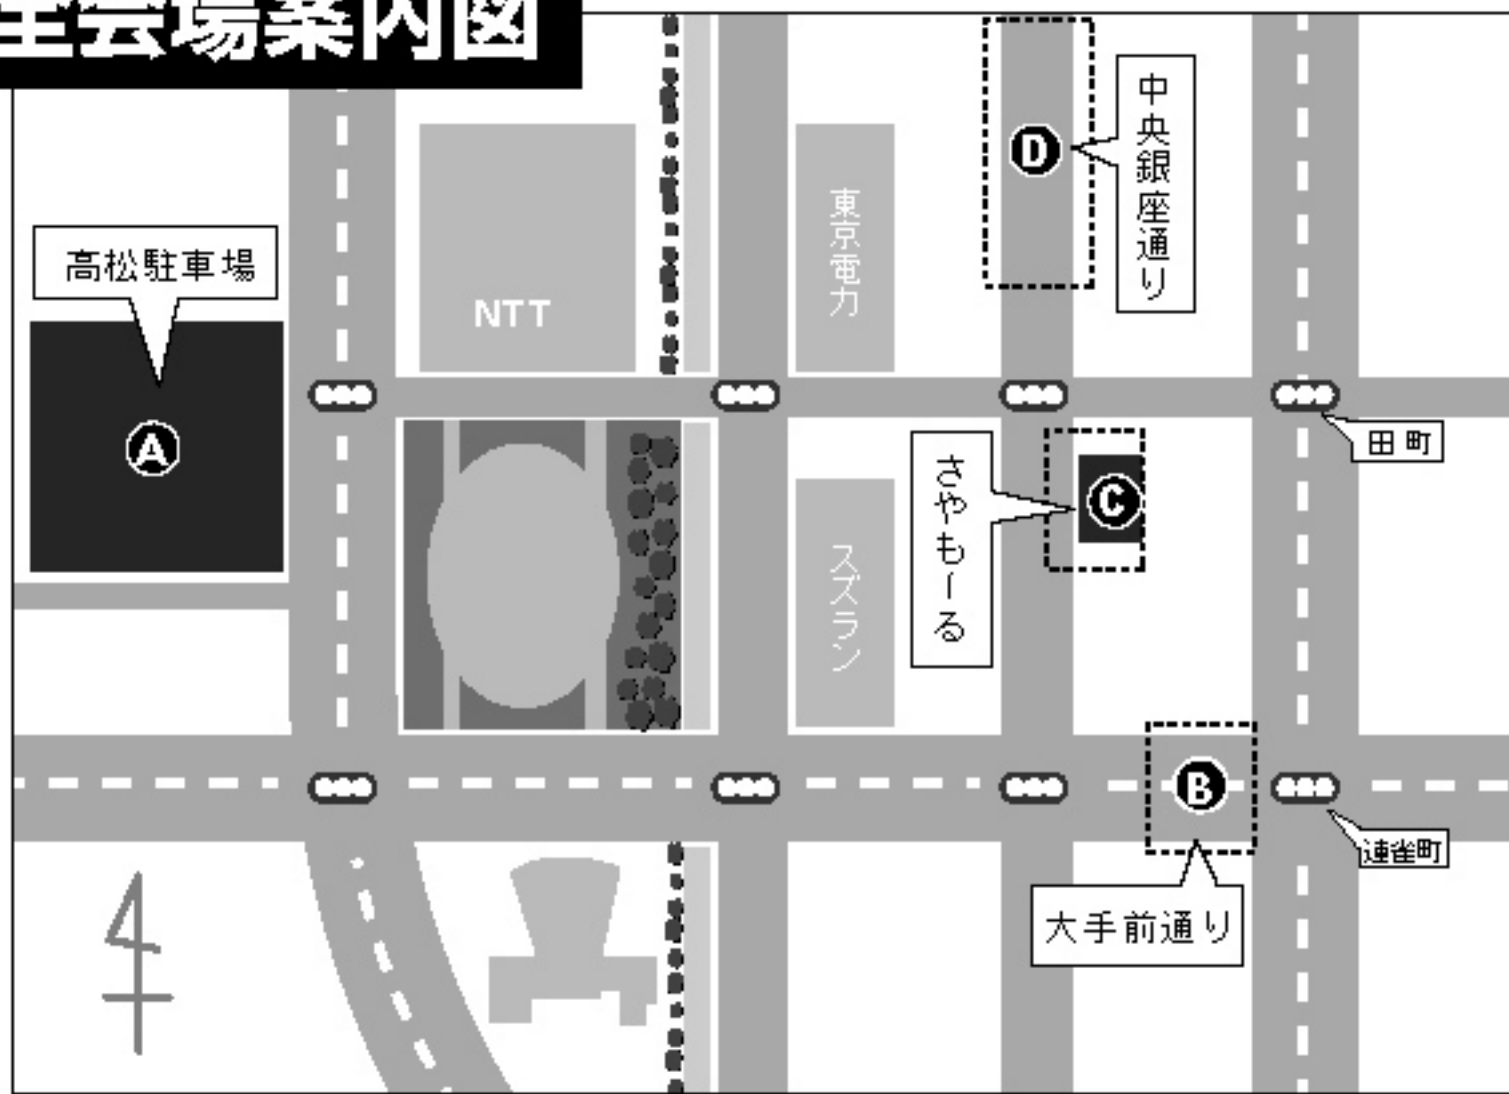 全会場案内図
中央銀座通り
D
東京電力
高松駐車場
NTT
A
田町
さやもーる
C
スズラン
B
連雀町
大手前通り